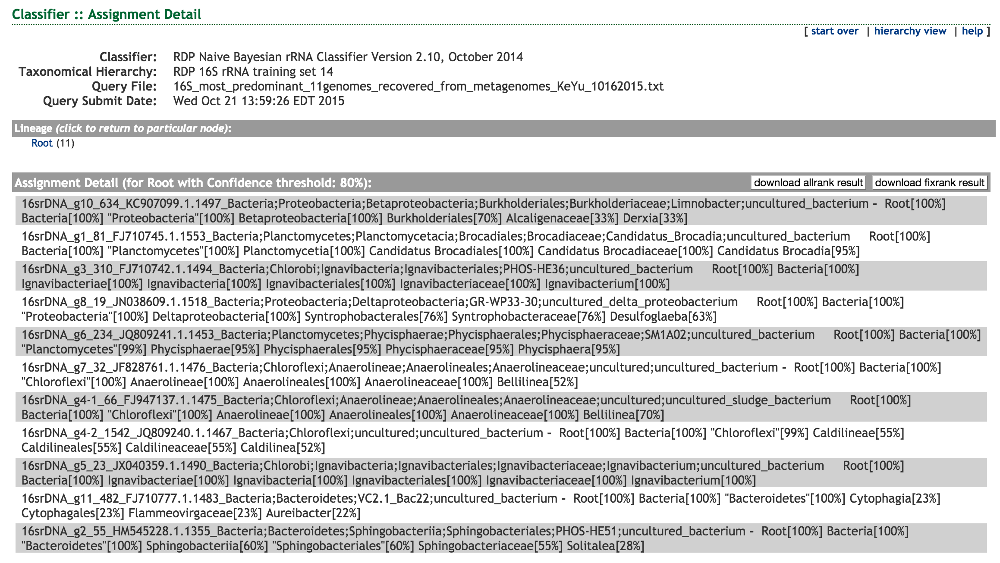 Classifier :: Assignment Detail
[ start over | hierarchy view | help ]
Classifier: RDP Naive Bayesian rRNA Classifier Version 2.10, October 2014
Taxonomical Hierarchy: RDP 16S rRNA training set 14
Query File: 16S_most_predominant_11genomes_recovered_from_metagenomes_KeYu_10162015.txt
Query Submit Date: Wed Oct 21 13:59:26 EDT 2015
Lineage (click to return to particular node):
Root (11)
Assignment Detail (for Root with Confidence threshold: 80%): download allrank result download fixrank result
16srDNA_g10_634_KC907099.1.1497_Bacteria;Proteobacteria;Betaproteobacteria;Burkholderiales;Burkholderiaceae;Limnobacter;uncultured_bacterium - Root[100%]
Bacteria[100%] "Proteobacteria"[100%] Betaproteobacteria[100%] Burkholderiales[70%] Alcaligenaceae[33%] Derxia[33%]
16srDNA_g1_81_FJ710745.1.1553_Bacteria;Planctomycetes;Planctomycetacia;Brocadiales;Brocadiaceae;Candidatus_Brocadia;uncultured_bacterium Root[100%]
Bacteria[100%] "Planctomycetes"[100%] Planctomycetia[100%] Candidatus Brocadiales[100%] Candidatus Brocadiaceae[100%] Candidatus Brocadia[95%]
16srDNA_g3_310_FJ710742.1.1494_Bacteria;Chlorobi;Ignavibacteria;Ignavibacteriales;PHOS-HE36;uncultured_bacterium Root[100%] Bacteria[100%]
Ignavibacteriae[100%] Ignavibacteria[100%] Ignavibacteriales[100%] Ignavibacteriaceae[100%] Ignavibacterium[100%]
16srDNA_g8_19_JN038609.1.1518_Bacteria;Proteobacteria;Deltaproteobacteria;GR-WP33-30;uncultured_delta_proteobacterium Root[100%] Bacteria[100%]
"Proteobacteria"[100%] Deltaproteobacteria[100%] Syntrophobacterales[76%] Syntrophobacteraceae[76%] Desulfoglaeba[63%]
16srDNA_g6_234_JQ809241.1.1453_Bacteria;Planctomycetes;Phycisphaerae;Phycisphaerales;Phycisphaeraceae;SM1A02;uncultured_bacterium Root[100%] Bacteria[100%]
"Planctomycetes"[99%] Phycisphaerae[95%] Phycisphaerales[95%] Phycisphaeraceae[95%] Phycisphaera[95%]
16srDNA_g7_32_JF828761.1.1476_Bacteria;Chloroflexi;Anaerolineae;Anaerolineales;Anaerolineaceae;uncultured;uncultured_bacterium - Root[100%] Bacteria[100%]
"Chloroflexi"[100%] Anaerolineae[100%] Anaerolineales[100%] Anaerolineaceae[100%] Bellilinea[52%]
16srDNA_g4-1_66_FJ947137.1.1475_Bacteria;Chloroflexi;Anaerolineae;Anaerolineales;Anaerolineaceae;uncultured;uncultured_sludge_bacterium Root[100%]
Bacteria[100%] "Chloroflexi"[100%] Anaerolineae[100%] Anaerolineales[100%] Anaerolineaceae[100%] Bellilinea[70%]
16srDNA_g4-2_1542_JQ809240.1.1467_Bacteria;Chloroflexi;uncultured;uncultured_bacterium - Root[100%] Bacteria[100%] "Chloroflexi"[99%] Caldilineae[55%]
Caldilineales[55%] Caldilineaceae[55%] Caldilinea[52%]
16srDNA_g5_23_JX040359.1.1490_Bacteria;Chlorobi;Ignavibacteria;Ignavibacteriales;Ignavibacteriaceae;Ignavibacterium;uncultured_bacterium Root[100%]
Bacteria[100%] Ignavibacteriae[100%] Ignavibacteria[100%] Ignavibacteriales[100%] Ignavibacteriaceae[100%] Ignavibacterium[100%]
16srDNA_g11_482_FJ710777.1.1483_Bacteria;Bacteroidetes;VC2.1_Bac22;uncultured_bacterium - Root[100%] Bacteria[100%] "Bacteroidetes"[100%] Cytophagia[23%]
Cytophagales[23%] Flammeovirgaceae[23%] Aureibacter[22%]
16srDNA_g2_55_HM545228.1.1355_Bacteria;Bacteroidetes;Sphingobacteriia;Sphingobacteriales;PHOS-HE51;uncultured_bacterium - Root[100%] Bacteria[100%]
"Bacteroidetes"[100%] Sphingobacteriia[60%] "Sphingobacteriales"[60%] Sphingobacteriaceae[55%] Solitalea[28%]